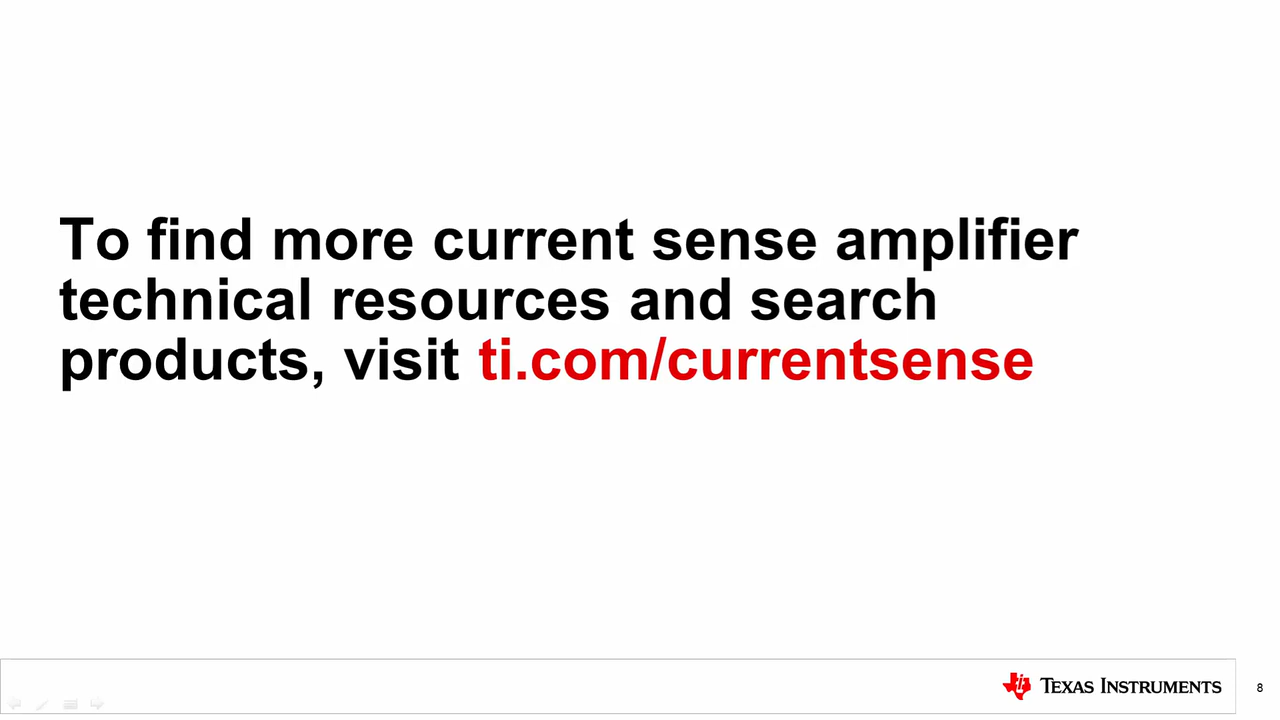 To find more current sense amplifier
technical resources and search
products, visit ti.com/currentsense
TEXAS INSTRUMENTS
8